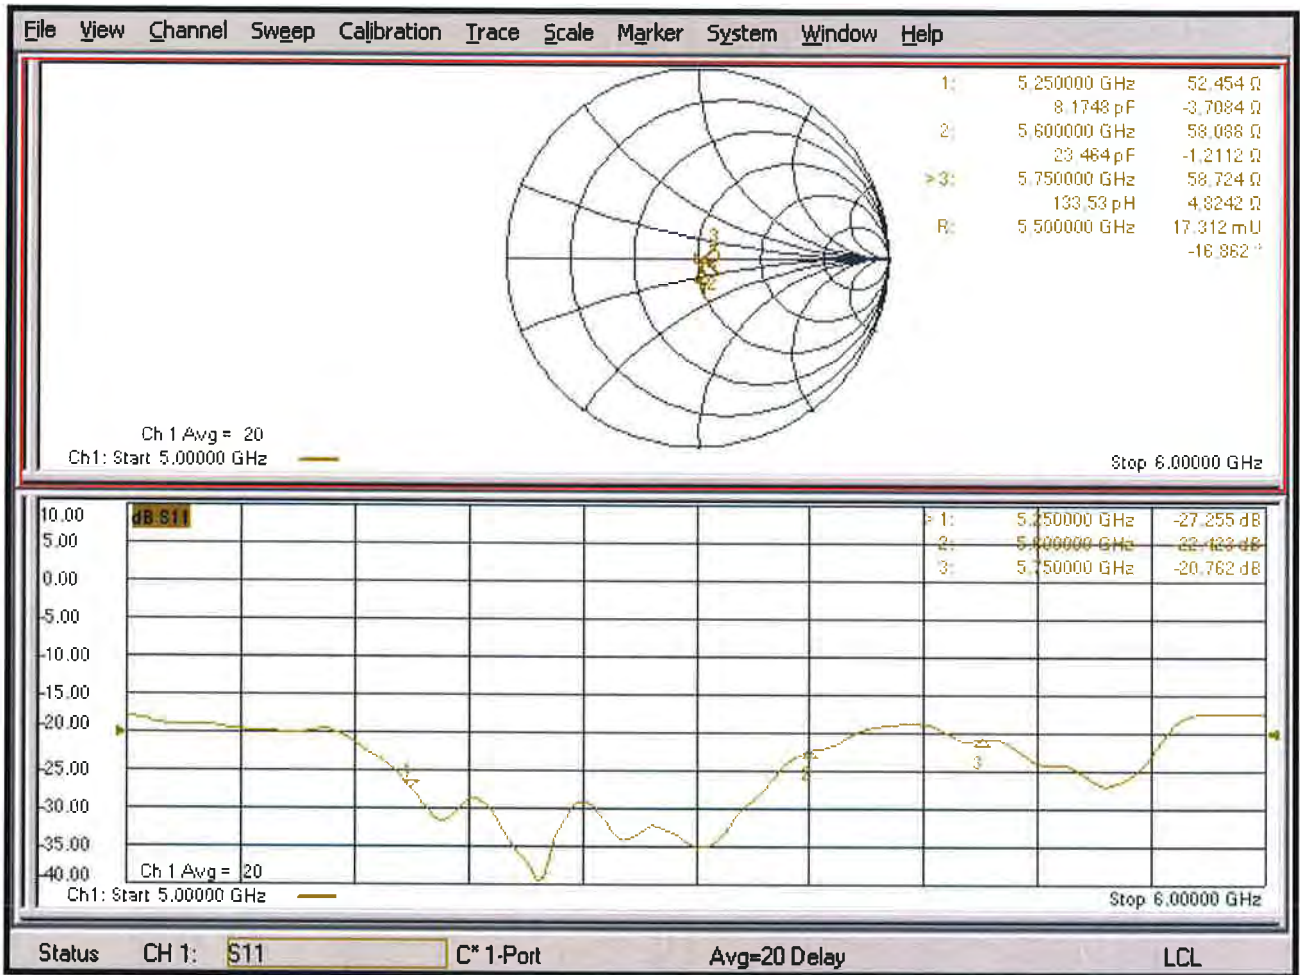 File View Channel Sweep Calibration Trace Scale Marker System Window Help
1: 5,250000 GHz 52,454 Ω
8,1748 pF -3,7084 Ω
2: 5,600000 GHz 58,088 Ω
23,464 pF -1,2112 Ω
>3: 5,750000 GHz 58,724 Ω
133,53 pH 4,8242 Ω
R: 5,500000 GHz 17,312 mU
-16,862 °
3
2
Ch 1 Avg = 20
Ch1: Start 5.00000 GHz
Stop 6.00000 GHz
10.00
5.00
0.00
-5.00
-10.00
-15.00
-20.00
-25.00
-30.00
-35.00
-40.00
dB S11
> 1: 5,250000 GHz -27,255 dB
2: 5,600000 GHz -22,423 dB
3: 5,750000 GHz -20,762 dB
1
2
3
Ch 1 Avg = 20
Ch1: Start 5.00000 GHz
Stop 6.00000 GHz
Status CH 1: S11 C* 1-Port Avg=20 Delay LCL